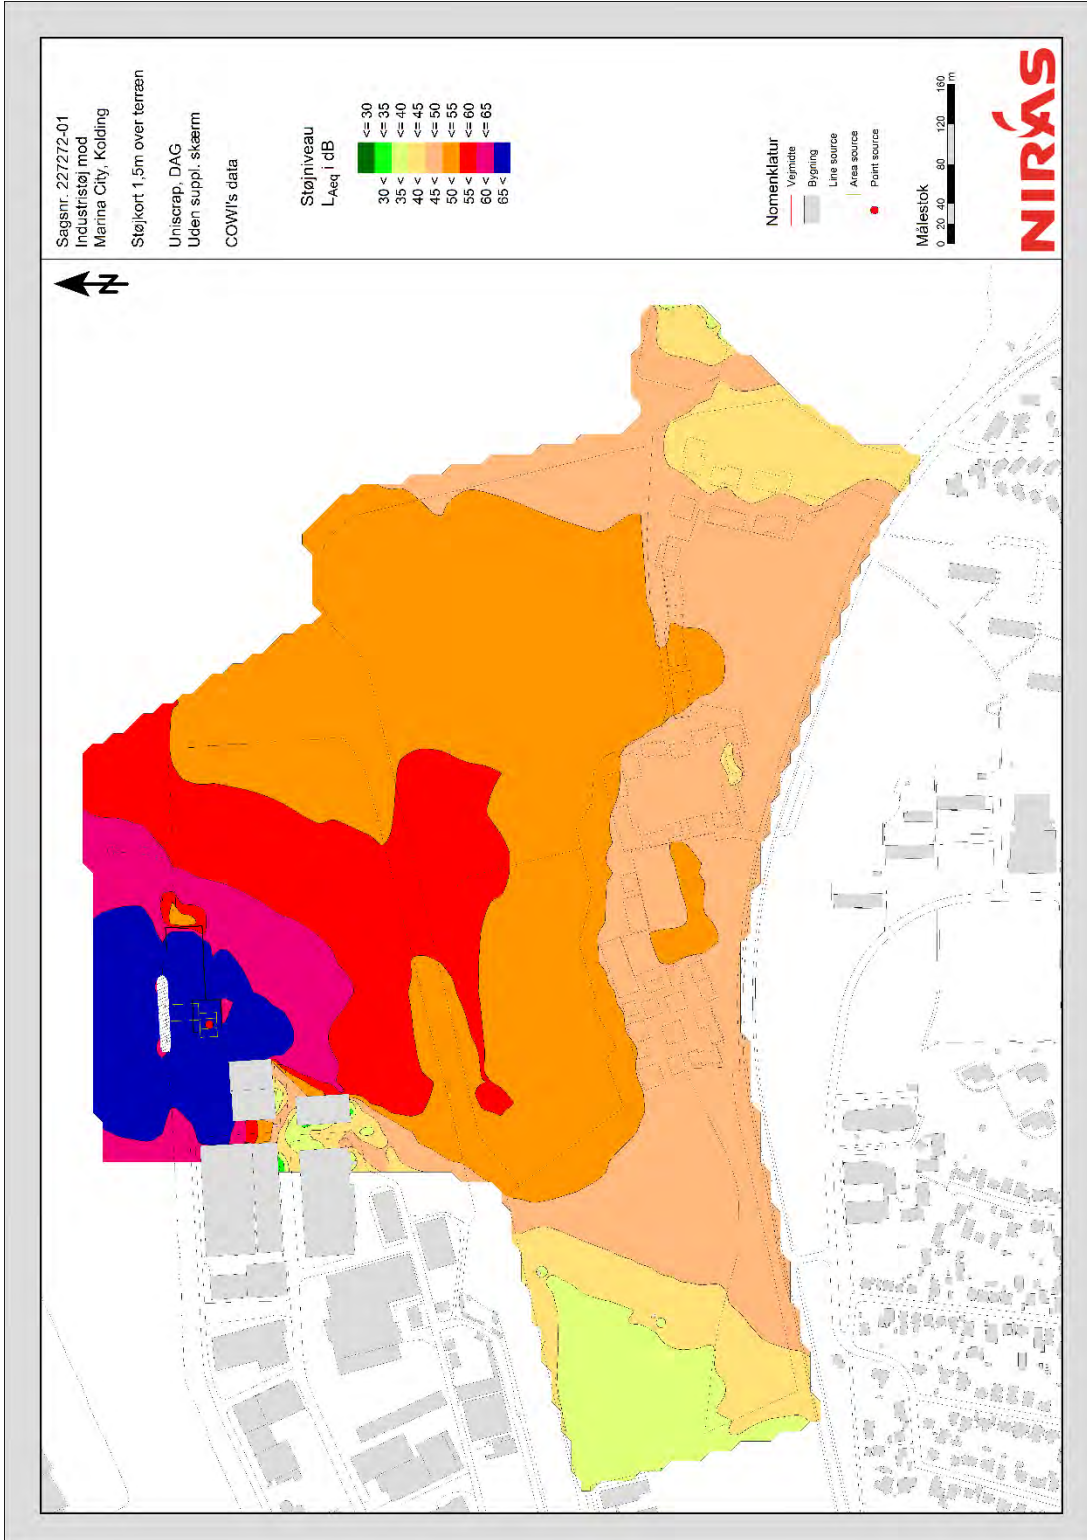 Sagsnr. 227272-01
Industristøj mod
Marina City, Kolding
Støjkort 1,5m over terræn
Uniscrap, DAG
Uden suppl. skærm
COWI's data
Støjniveau
LAeq i dB
<= 30
30 < <= 35
35 < <= 40
40 < <= 45
45 < <= 50
50 < <= 55
55 < <= 60
60 < <= 65
65 <
Nomenklatur
Vejmidte
Bygning
Line source
Area source
Point source
Målestok
0 20 40 80 120 160
m
NIRAS
N